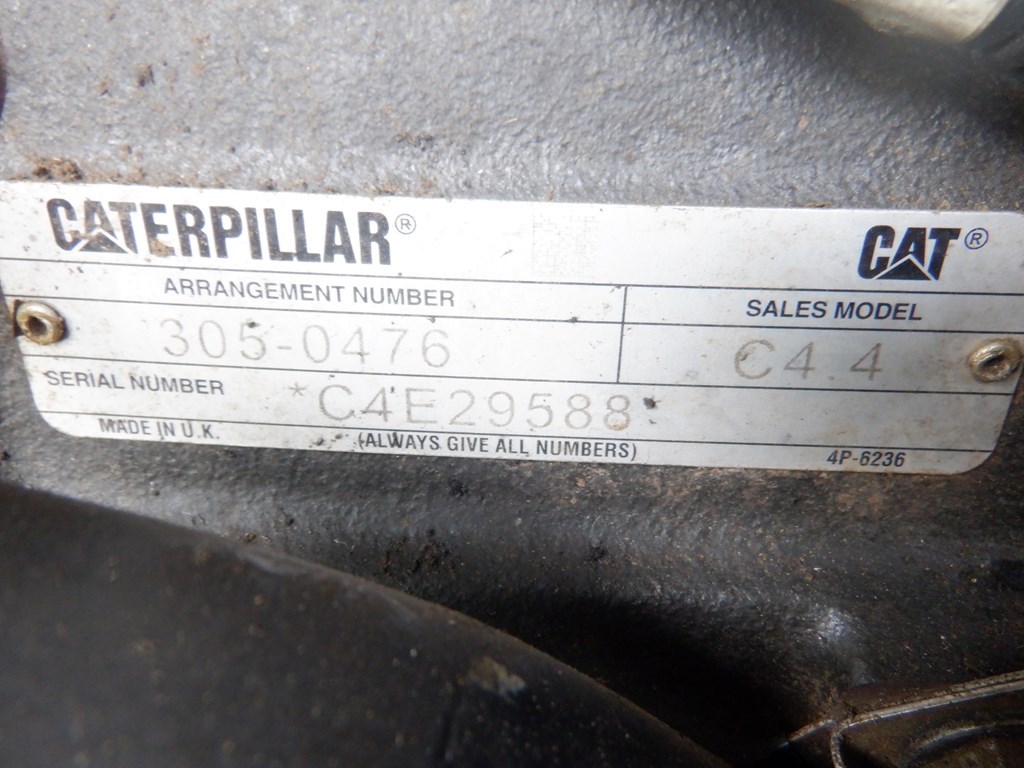 CATERPILLAR® CAT®
ARRANGEMENT NUMBER SALES MODEL
305-0476 C4.4
SERIAL NUMBER *C4E29588*
MADE IN U.K. (ALWAYS GIVE ALL NUMBERS) 4P-6236